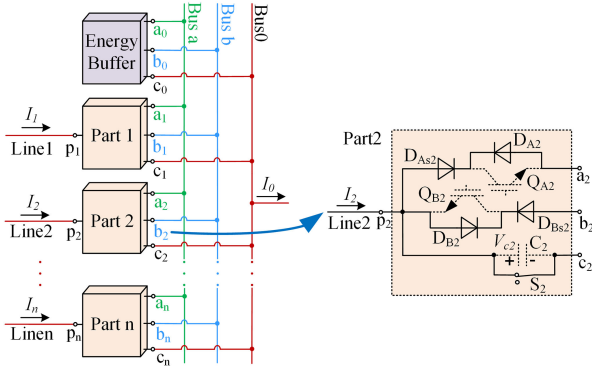 Energy
Buffer
a0
b0
c0
Bus a
Bus b
Bus0
I1
Line1
p1
Part 1
a1
b1
c1
I2
Line2
p2
Part 2
a2
b2
c2
I0
In
Linen
pn
Part n
an
bn
cn
Part2
I2
Line2
p2
DAs2
DA2
QA2
QB2
DB2
DBs2
Vc2
C2
+
-
S2
a2
b2
c2